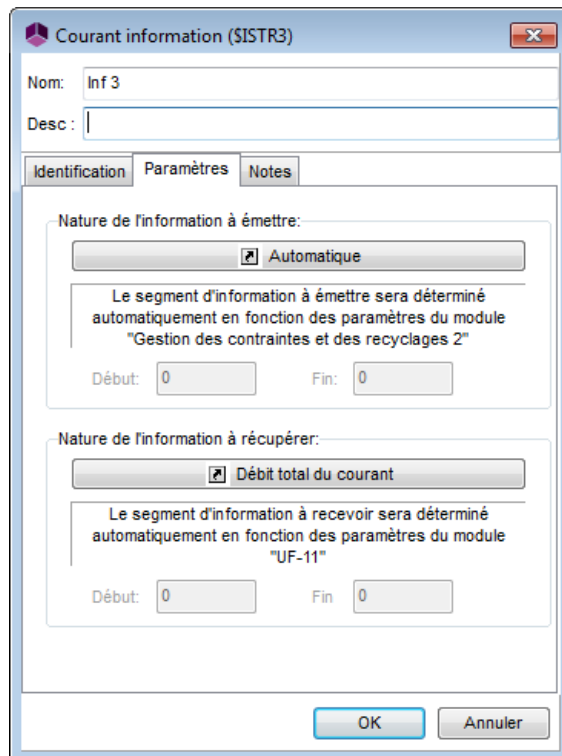 Courant information ($ISTR3)
Nom: Inf 3
Desc :
Identification Paramètres Notes
Nature de l'information à émettre:
Automatique
Le segment d'information à émettre sera déterminé
automatiquement en fonction des paramètres du module
"Gestion des contraintes et des recyclages 2"
Début: 0 Fin: 0
Nature de l'information à récupérer:
Débit total du courant
Le segment d'information à recevoir sera déterminé
automatiquement en fonction des paramètres du module
"UF-11"
Début: 0 Fin 0
OK Annuler